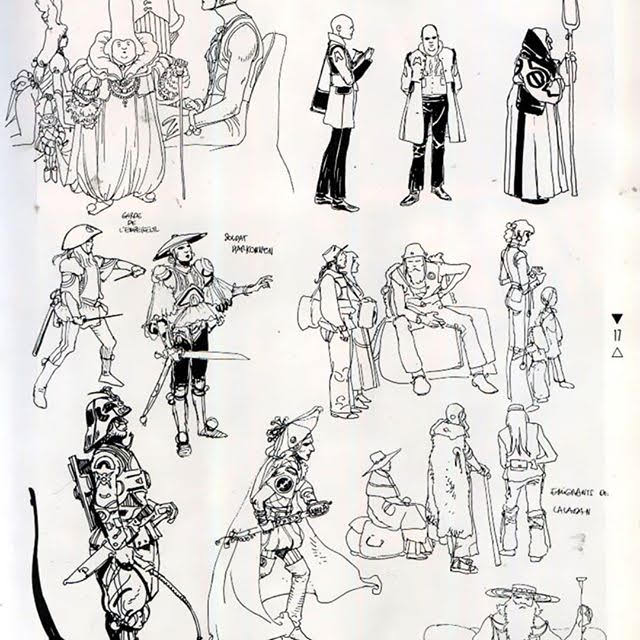 GARDE
DE
L'EMPEREUR
SOLDAT
HARKONNEN
17
EMIGRANTS DE
CALADAN